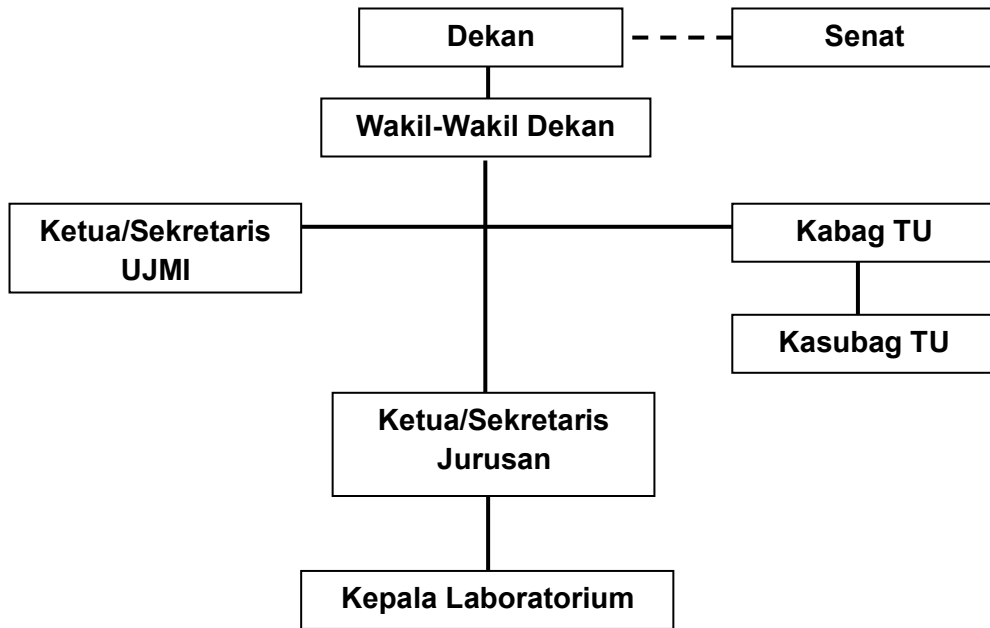 Dekan
Senat
Wakil-Wakil Dekan
Ketua/Sekretaris
UJMI
Kabag TU
Kasubag TU
Ketua/Sekretaris
Jurusan
Kepala Laboratorium